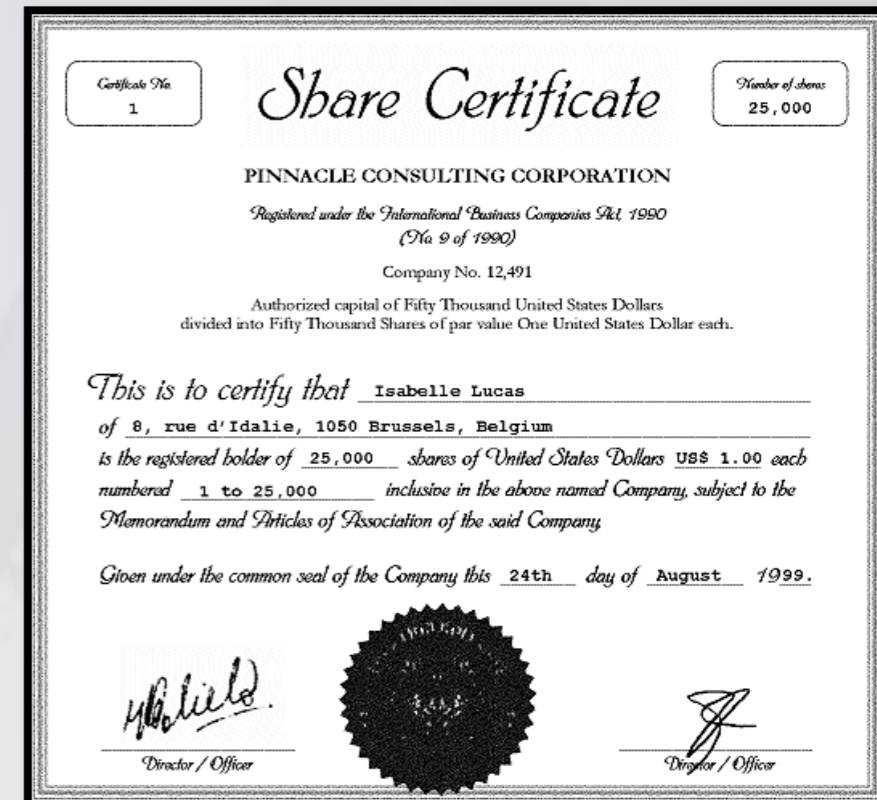 Certificate No.
1
Share Certificate
Number of shares
25,000
PINNACLE CONSULTING CORPORATION
Registered under the International Business Companies Act, 1990
(No. 9 of 1990)
Company No. 12,491
Authorized capital of Fifty Thousand United States Dollars
divided into Fifty Thousand Shares of par value One United States Dollar each.
This is to certify that Isabelle Lucas
of 8, rue d'Idalie, 1050 Brussels, Belgium
is the registered holder of 25,000 shares of United States Dollars US$ 1.00 each
numbered 1 to 25,000 inclusive in the above named Company, subject to the
Memorandum and Articles of Association of the said Company.
Given under the common seal of the Company this 24th day of August 1999.
Director / Officer
Director / Officer